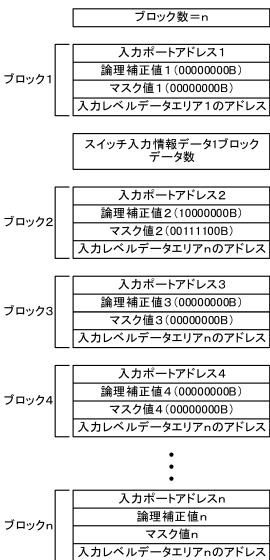 ブロック数=n
ブロック1
入力ポートアドレス1
論理補正値1(00000000B)
マスク値1(00000000B)
入力レベルデータエリア1のアドレス
スイッチ入力情報データ1ブロック
データ数
ブロック2
入力ポートアドレス2
論理補正値2(10000000B)
マスク値2(00111100B)
入力レベルデータエリアnのアドレス
ブロック3
入力ポートアドレス3
論理補正値3(00000000B)
マスク値3(00000000B)
入力レベルデータエリアnのアドレス
ブロック4
入力ポートアドレス4
論理補正値4(00000000B)
マスク値4(00000000B)
入力レベルデータエリアnのアドレス
ブロックn
入力ポートアドレスn
論理補正値n
マスク値n
入力レベルデータエリアnのアドレス